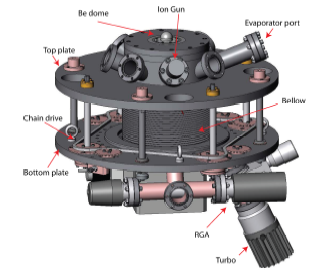 Be dome
Ion Gun
Evaporator port
Top plate
Bellow
Chain drive
Bottom plate
RGA
Turbo